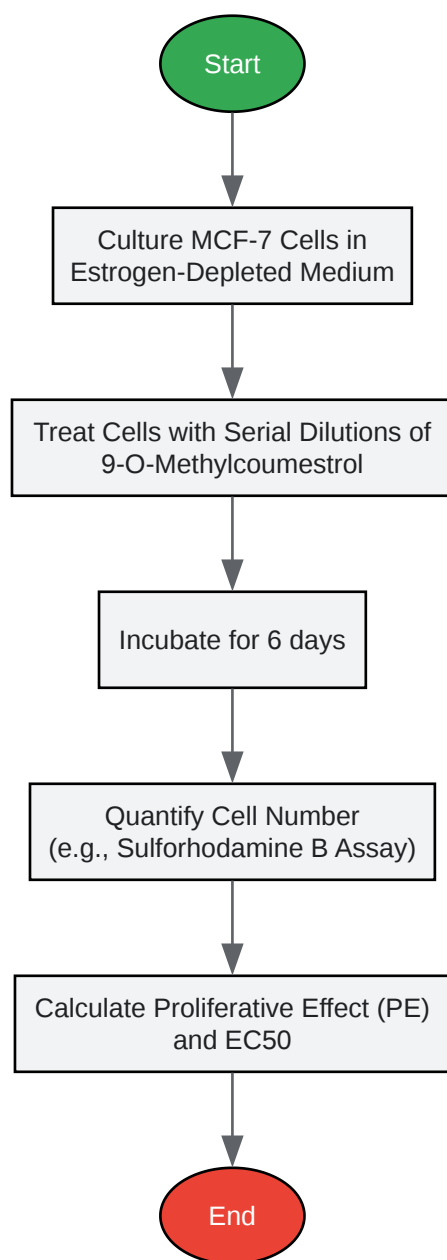 Start
Culture MCF-7 Cells in
Estrogen-Depleted Medium
Treat Cells with Serial Dilutions of
9-O-Methylcoumestrol
Incubate for 6 days
Quantify Cell Number
(e.g., Sulforhodamine B Assay)
Calculate Proliferative Effect (PE)
and EC50
End